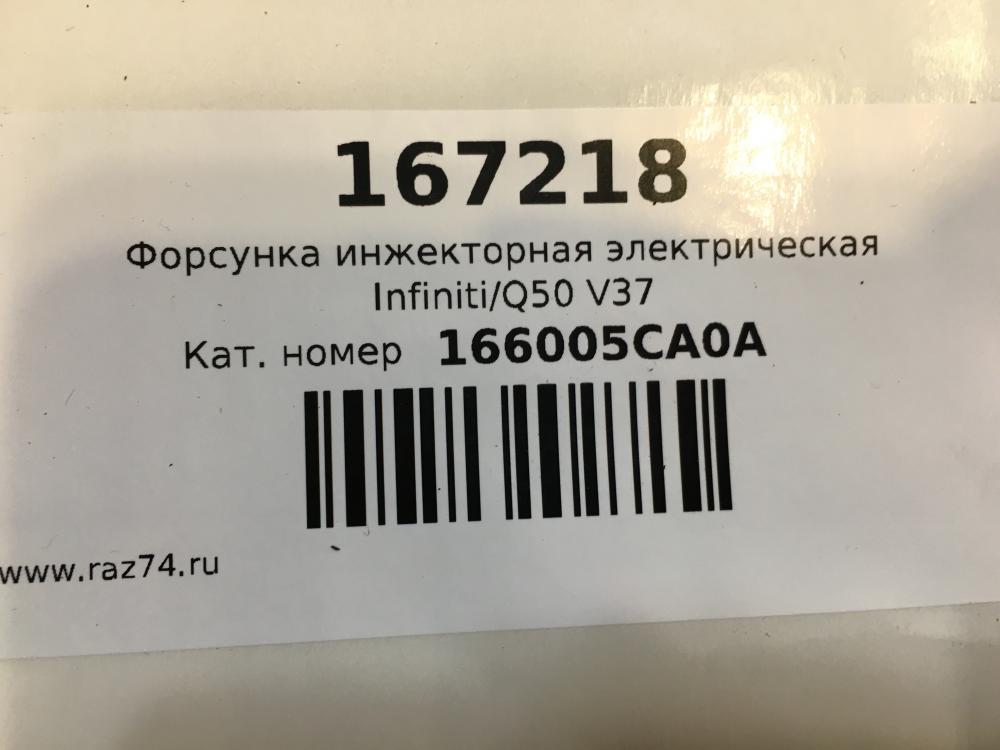 167218
Форсунка инжекторная электрическая
Infiniti/Q50 V37
Кат. номер 166005CA0A
www.raz74.ru